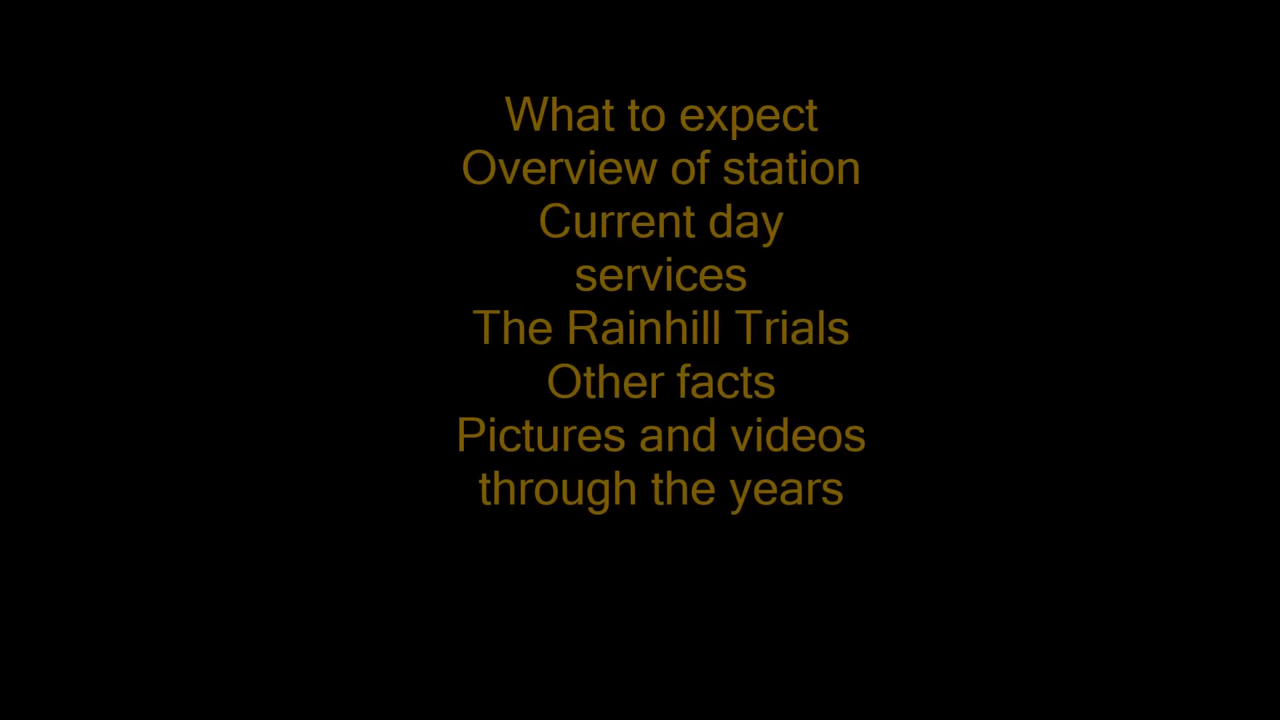 What to expect
Overview of station
Current day
services
The Rainhill Trials
Other facts
Pictures and videos
through the years